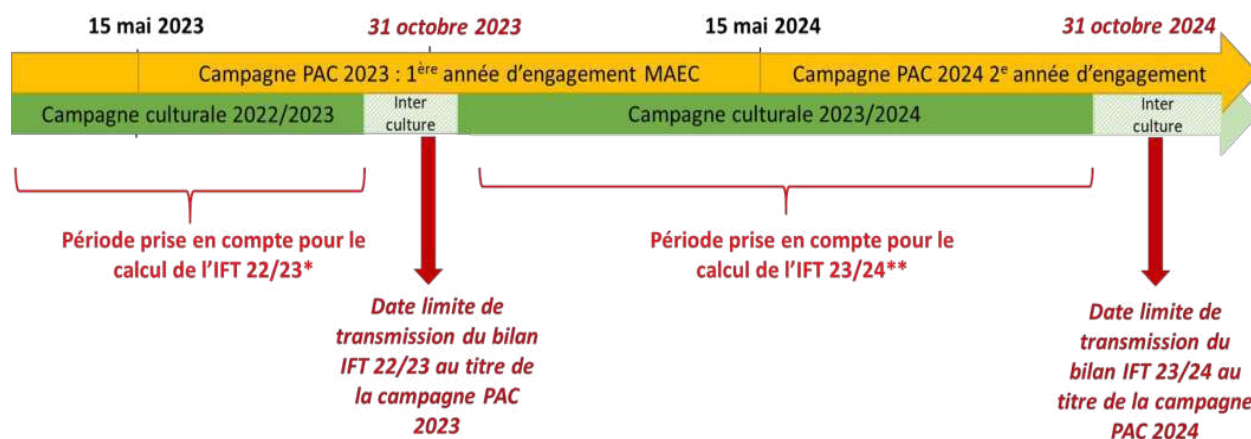 15 mai 2023
31 octobre 2023
15 mai 2024
31 octobre 2024
Campagne PAC 2023 : 1ère année d’engagement MAEC
Campagne PAC 2024 2e année d’engagement
Campagne culturale 2022/2023
Inter
culture
Campagne culturale 2023/2024
Inter
culture
Période prise en compte pour le
calcul de l’IFT 22/23*
Période prise en compte pour le
calcul de l’IFT 23/24**
Date limite de
transmission du bilan
IFT 22/23 au titre de
la campagne PAC
2023
Date limite de
transmission du
bilan IFT 23/24 au
titre de la campagne
PAC 2024